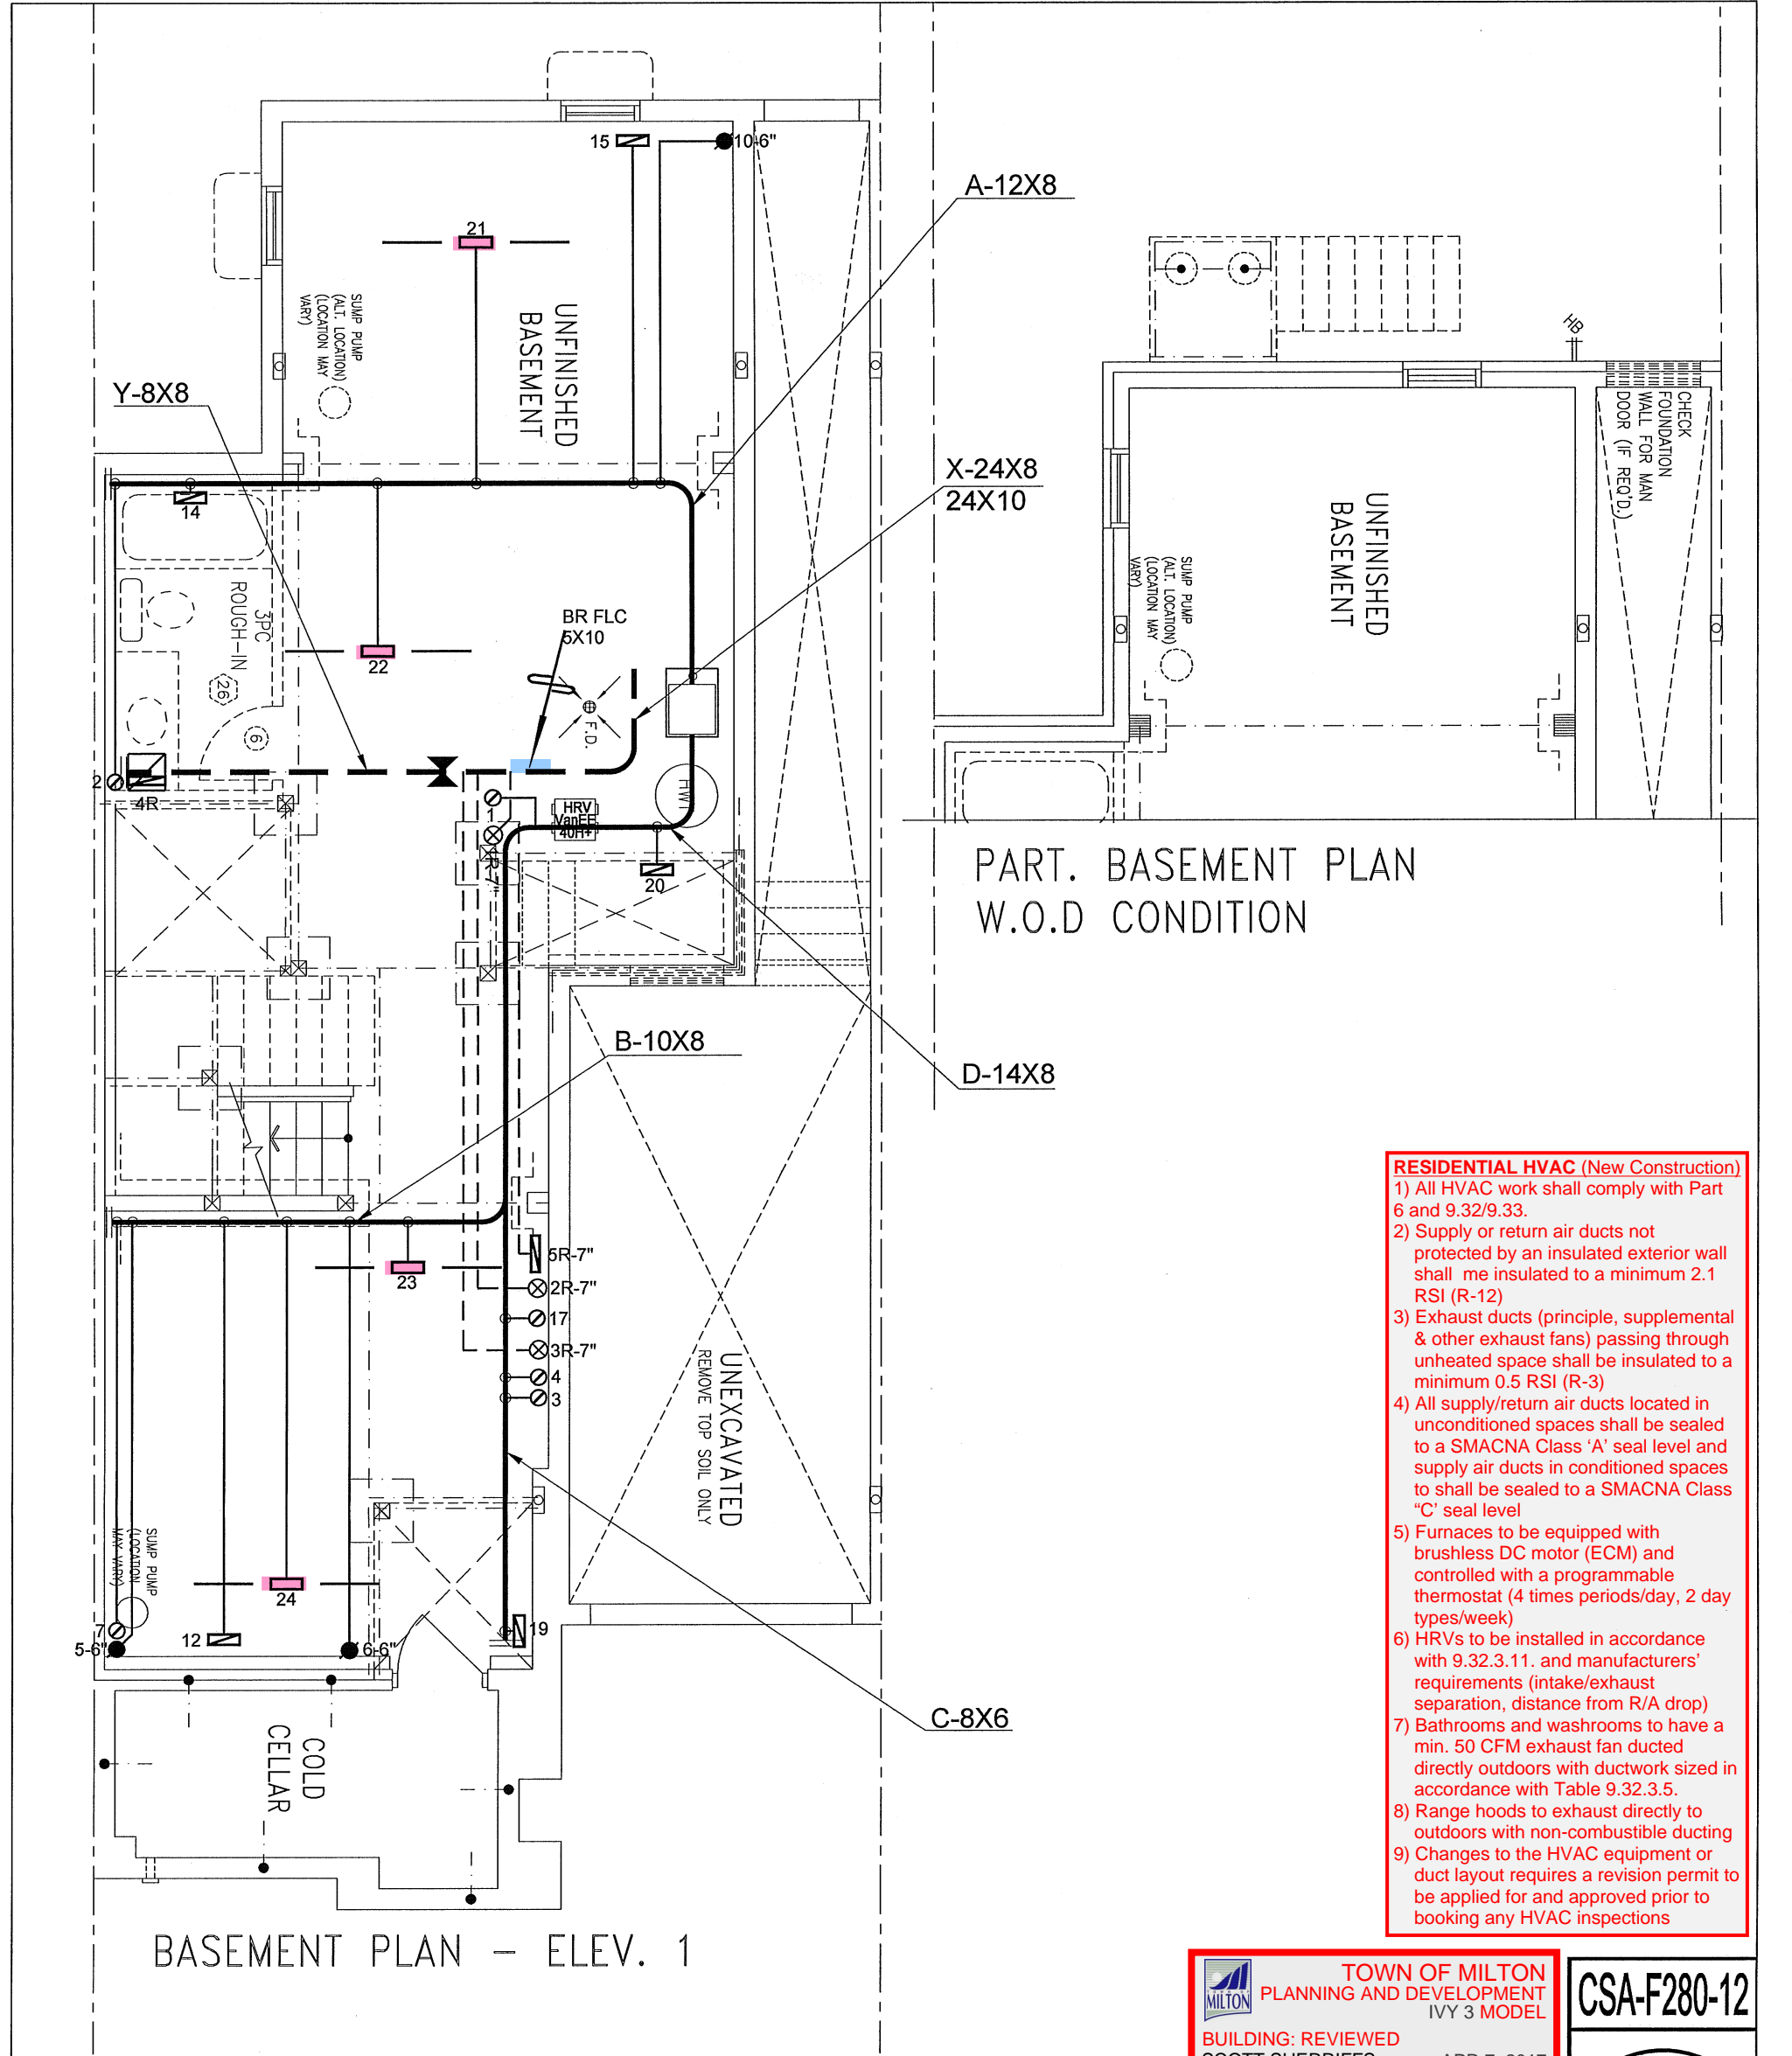 15
10-6"
A-12X8
21
SUMP PUMP
(ALT. LOCATION)
(LOCATION MAY
VARY)
UNFINISHED
BASEMENT
Y-8X8
HB
CHECK
FOUNDATION
WALL FOR MAN
DOOR (IF REQ'D.)
X-24X8
24X10
14
UNFINISHED
BASEMENT
SUMP PUMP
(ALT. LOCATION)
(LOCATION MAY
VARY)
3PC
ROUGH-IN
26
6
BR FLC
5X10
22
F.D.
2
4R
HRV
VanEE
40H+
HWT
1
1R-7"
20
PART. BASEMENT PLAN
W.O.D CONDITION
B-10X8
D-14X8
5R-7"
23
2R-7"
17
3R-7"
4
3
UNEXCAVATED
REMOVE TOP SOIL ONLY
SUMP PUMP
(LOCATION
MAY VARY)
24
7
5-6"
12
6-6"
19
C-8X6
COLD
CELLAR
BASEMENT PLAN - ELEV. 1
RESIDENTIAL HVAC (New Construction)
1) All HVAC work shall comply with Part
6 and 9.32/9.33.
2) Supply or return air ducts not
protected by an insulated exterior wall
shall me insulated to a minimum 2.1
RSI (R-12)
3) Exhaust ducts (principle, supplemental
& other exhaust fans) passing through
unheated space shall be insulated to a
minimum 0.5 RSI (R-3)
4) All supply/return air ducts located in
unconditioned spaces shall be sealed
to a SMACNA Class ‘A’ seal level and
supply air ducts in conditioned spaces
to shall be sealed to a SMACNA Class
“C’ seal level
5) Furnaces to be equipped with
brushless DC motor (ECM) and
controlled with a programmable
thermostat (4 times periods/day, 2 day
types/week)
6) HRVs to be installed in accordance
with 9.32.3.11. and manufacturers’
requirements (intake/exhaust
separation, distance from R/A drop)
7) Bathrooms and washrooms to have a
min. 50 CFM exhaust fan ducted
directly outdoors with ductwork sized in
accordance with Table 9.32.3.5.
8) Range hoods to exhaust directly to
outdoors with non-combustible ducting
9) Changes to the HVAC equipment or
duct layout requires a revision permit to
be applied for and approved prior to
booking any HVAC inspections
MILTON
TOWN OF MILTON
PLANNING AND DEVELOPMENT
IVY 3 MODEL
BUILDING: REVIEWED
CSA-F280-12